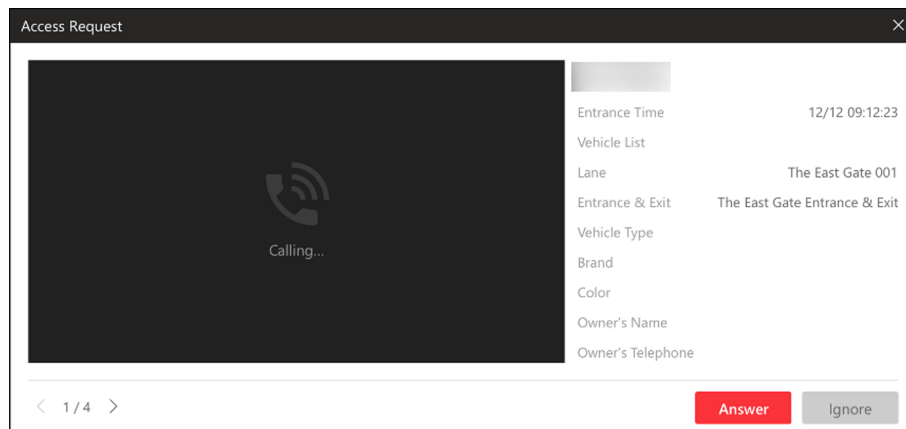 Access Request
Calling...
Entrance Time 12/12 09:12:23
Vehicle List
Lane The East Gate 001
Entrance & Exit The East Gate Entrance & Exit
Vehicle Type
Brand
Color
Owner's Name
Owner's Telephone
1 / 4
Answer
Ignore